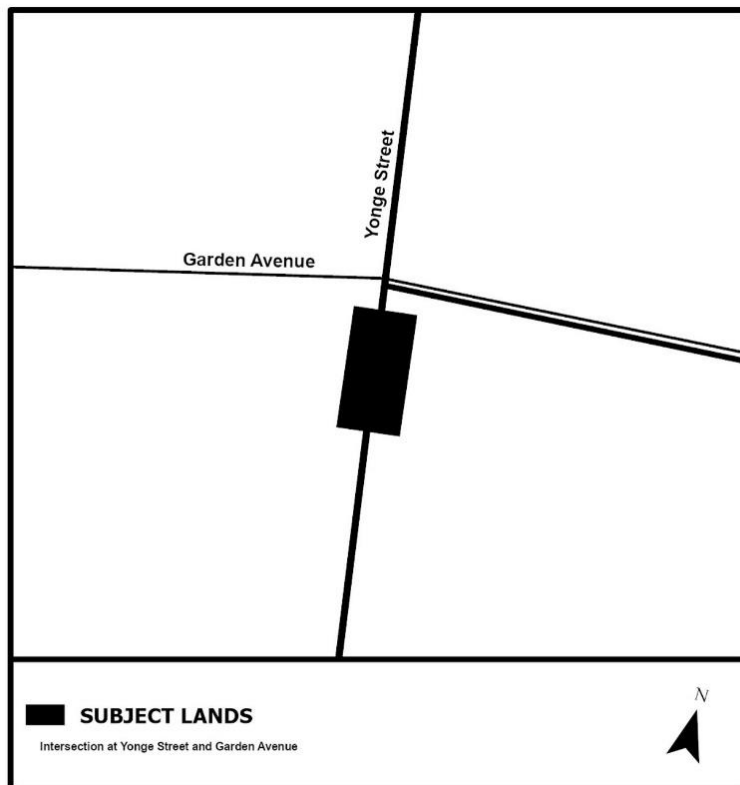 Yonge Street
Garden Avenue
N
SUBJECT LANDS
Intersection at Yonge Street and Garden Avenue